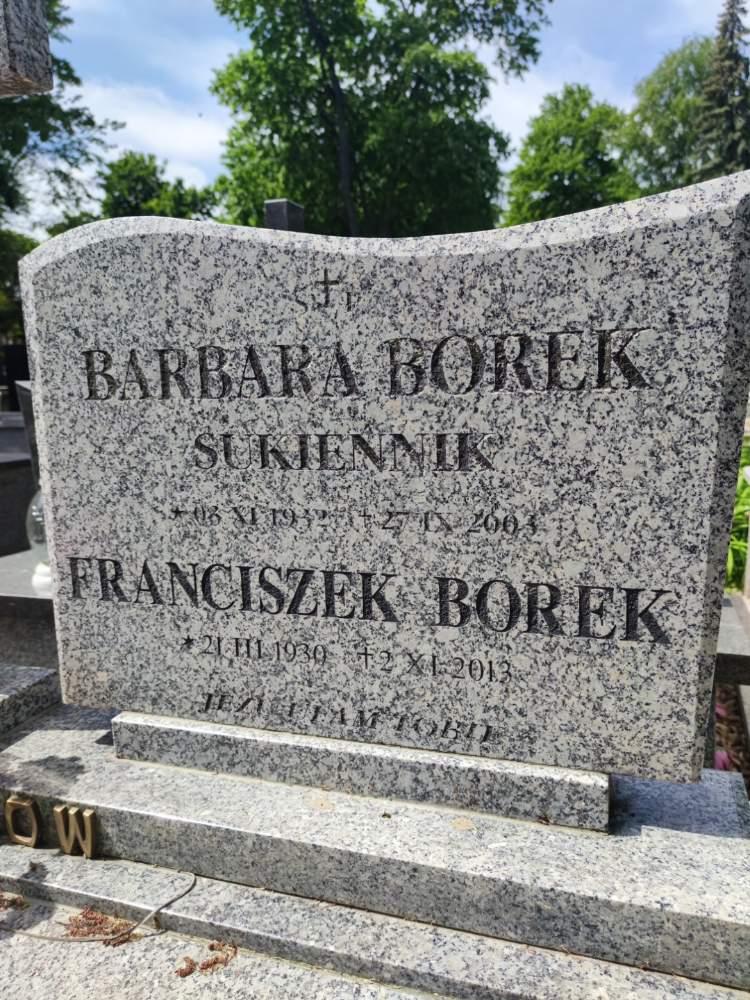 S † P
BARBARA BOREK
SUKIENNIK
★ 03 XI 1932 † 27 IX 2003
FRANCISZEK BOREK
★ 21 III 1930 † 2 XI 2013
JEZU UFAM TOBIE
OW